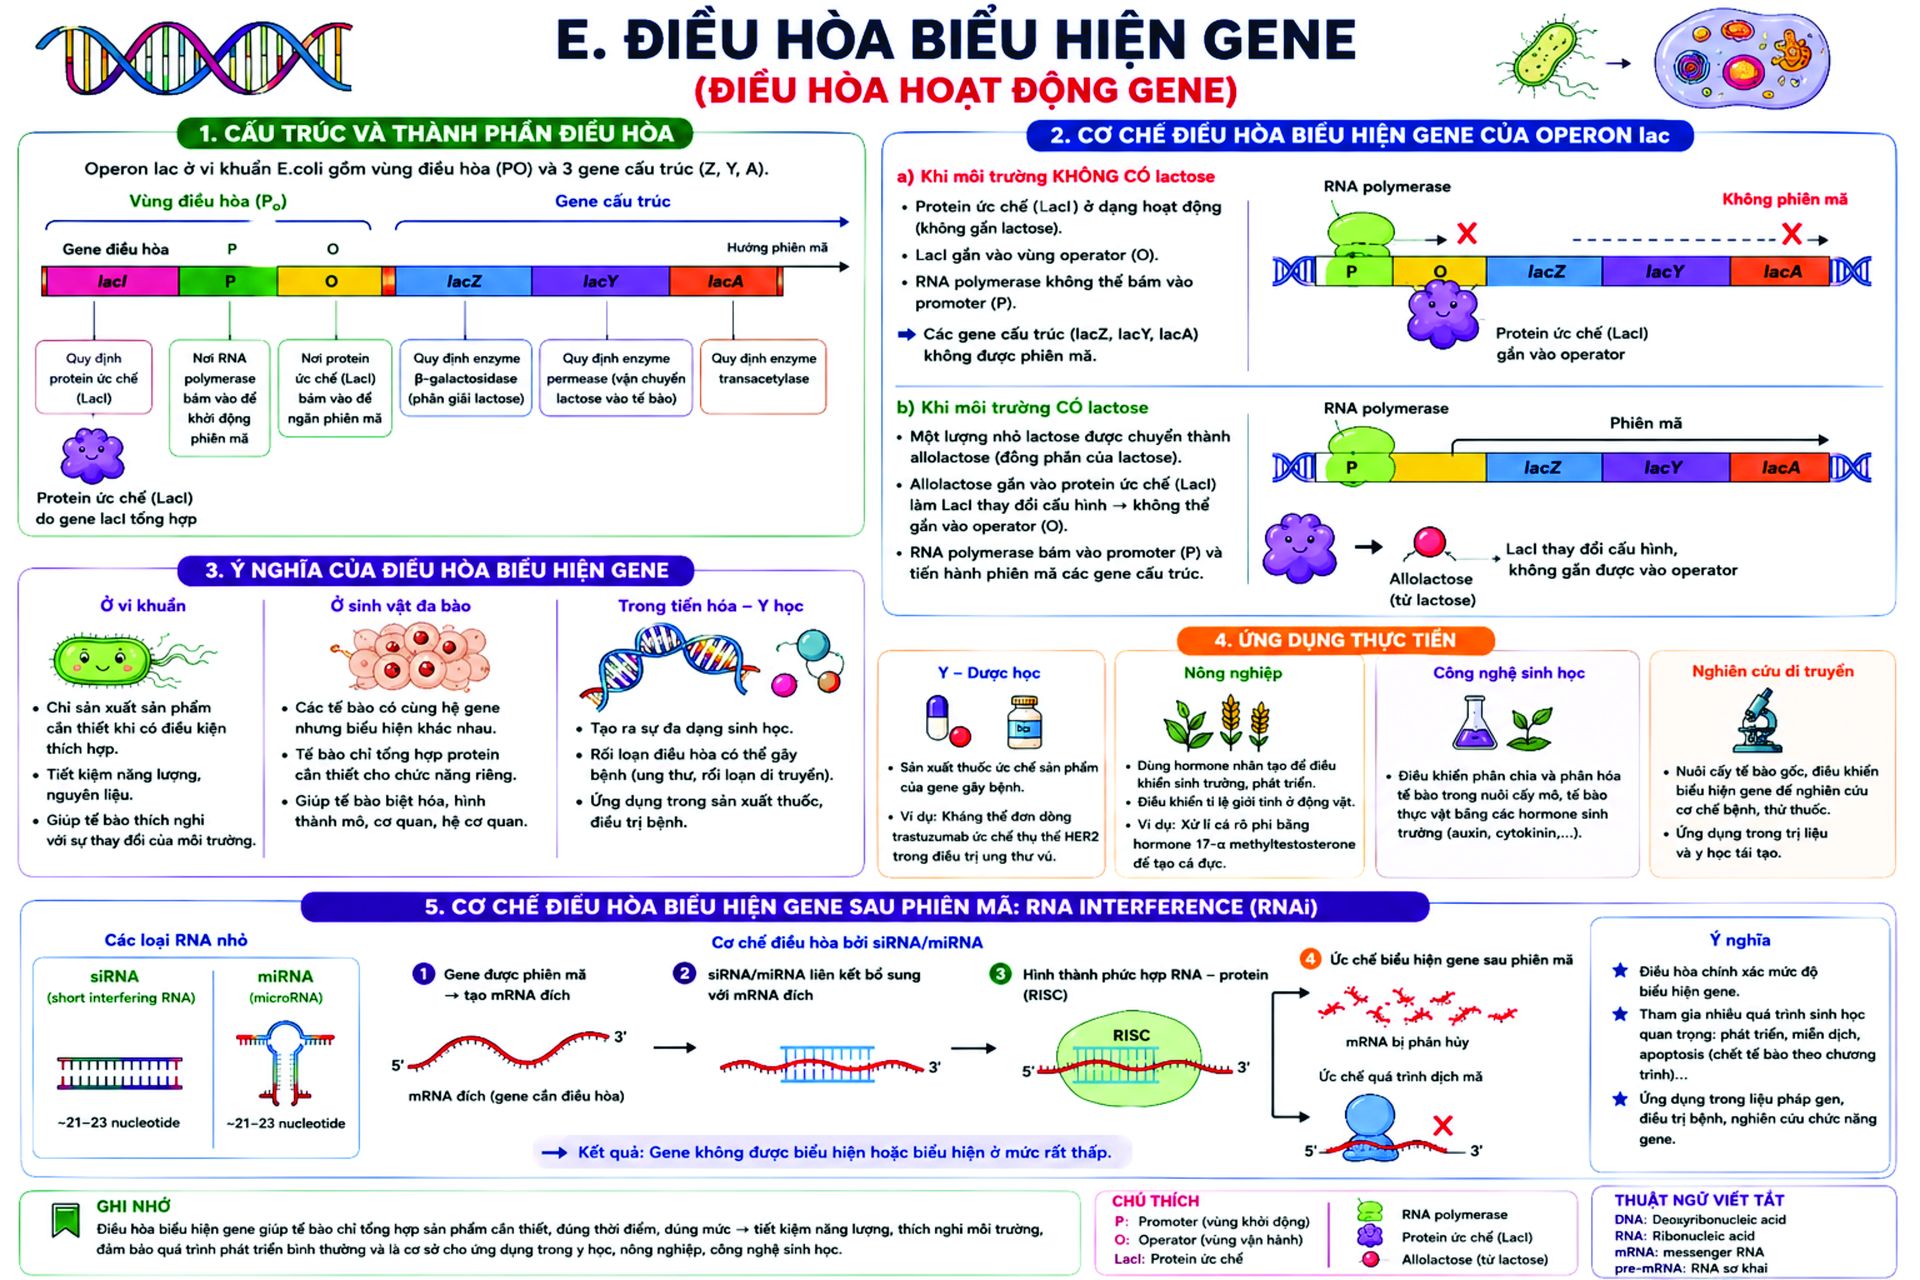 E. ĐIỀU HÒA BIỂU HIỆN GENE
(ĐIỀU HÒA HOẠT ĐỘNG GENE)
1. CẤU TRÚC VÀ THÀNH PHẦN ĐIỀU HÒA
Operon lac ở vi khuẩn E.coli gồm vùng điều hòa (PO) và 3 gene cấu trúc (Z, Y, A).
Vùng điều hòa (Pₒ)
Gene cấu trúc
Gene điều hòa
P
O
Hướng phiên mã
lacI
P
O
lacZ
lacY
lacA
Quy định
protein ức chế
(LacI)
Nơi RNA
polymerase
bám vào để
khởi động
phiên mã
Nơi protein
ức chế (LacI)
bảm vào để
ngăn phiên mã
Quy định enzyme
β-galactosidase
(phân giải lactose)
Quy định enzyme
permease (vận chuyển
lactose vào tế bào)
Quy định enzyme
transacetylase
Protein ức chế (LacI)
do gene lacI tổng hợp
2. CƠ CHẾ ĐIỀU HÒA BIỂU HIỆN GENE CỦA OPERON lac
a) Khi môi trường KHÔNG CÓ lactose
• Protein ức chế (LacI) ở dạng hoạt động
(không gắn lactose).
• LacI gắn vào vùng operator (O).
• RNA polymerase không thể bám vào
promoter (P).
➡ Các gene cấu trúc (lacZ, lacY, lacA)
không được phiên mã.
RNA polymerase
Không phiên mã
P
O
lacZ
lacY
lacA
Protein ức chế (LacI)
gắn vào operator
b) Khi môi trường CÓ lactose
• Một lượng nhỏ lactose được chuyển thành
allolactose (đồng phân của lactose).
• Allolactose gắn vào protein ức chế (LacI)
làm LacI thay đổi cấu hình → không thể
gắn vào operator (O).
• RNA polymerase bám vào promoter (P) và
tiến hành phiên mã các gene cấu trúc.
RNA polymerase
Phiên mã
P
lacZ
lacY
lacA
Allolactose
(từ lactose)
LacI thay đổi cấu hình,
không gắn được vào operator
3. Ý NGHĨA CỦA ĐIỀU HÒA BIỂU HIỆN GENE
Ở vi khuẩn
• Chỉ sản xuất sản phẩm
cần thiết khi có điều kiện
thích hợp.
• Tiết kiệm năng lượng,
nguyên liệu.
• Giúp tế bào thích nghi
với sự thay đổi của môi trường.
Ở sinh vật đa bào
• Các tế bào có cùng hệ gene
nhưng biểu hiện khác nhau.
• Tế bào chỉ tổng hợp protein
cần thiết cho chức năng riêng.
• Giúp tế bào biệt hóa, hình
thành mô, cơ quan, hệ cơ quan.
Trong tiến hóa – Y học
• Tạo ra sự đa dạng sinh học.
• Rối loạn điều hòa có thể gây
bệnh (ung thư, rối loạn di truyền).
• Ứng dụng trong sản xuất thuốc,
điều trị bệnh.
4. ỨNG DỤNG THỰC TIỄN
Y – Dược học
• Sản xuất thuốc ức chế sản phẩm
của gene gây bệnh.
• Ví dụ: Kháng thể đơn dòng
trastuzumab ức chế thụ thể HER2
trong điều trị ung thư vú.
Nông nghiệp
• Dùng hormone nhân tạo để điều
khiển sinh trưởng, phát triển.
• Điều khiển tỉ lệ giới tính ở động vật.
• Ví dụ: Xử lí cá rô phi bằng
hormone 17-α methyltestosterone
để tạo cá đực.
Công nghệ sinh học
• Điều khiển phân chia và phân hóa
tế bào trong nuôi cấy mô, tế bào
thực vật bằng các hormone sinh
trưởng (auxin, cytokinin,...).
Nghiên cứu di truyền
• Nuôi cấy tế bào gốc, điều khiển
biểu hiện gene để nghiên cứu
cơ chế bệnh, thử thuốc.
• Ứng dụng trong trị liệu
và y học tái tạo.
5. CƠ CHẾ ĐIỀU HÒA BIỂU HIỆN GENE SAU PHIÊN MÃ: RNA INTERFERENCE (RNAi)
Các loại RNA nhỏ
siRNA
(short interfering RNA)
~21–23 nucleotide
miRNA
(microRNA)
~21–23 nucleotide
Cơ chế điều hòa bởi siRNA/miRNA
1 Gene được phiên mã
→ tạo mRNA đích
5'
3'
mRNA đích (gene cần điều hòa)
2 siRNA/miRNA liên kết bổ sung
với mRNA đích
3'
3 Hình thành phức hợp RNA – protein
(RISC)
RISC
5'
3'
4 Ức chế biểu hiện gene sau phiên mã
mRNA bị phân hủy
Ức chế quá trình dịch mã
5'
3'
→ Kết quả: Gene không được biểu hiện hoặc biểu hiện ở mức rất thấp.
Ý nghĩa
★ Điều hòa chính xác mức độ
biểu hiện gene.
★ Tham gia nhiều quá trình sinh học
quan trọng: phát triển, miễn dịch,
apoptosis (chết tế bào theo chương
trình)...
★ Ứng dụng trong liệu pháp gen,
điều trị bệnh, nghiên cứu chức năng
gene.
GHI NHỚ
Điều hòa biểu hiện gene giúp tế bào chỉ tổng hợp sản phẩm cần thiết, đúng thời điểm, đúng mức → tiết kiệm năng lượng, thích nghi môi trường,
đảm bảo quá trình phát triển bình thường và là cơ sở cho ứng dụng trong y học, nông nghiệp, công nghệ sinh học.
CHÚ THÍCH
P: Promoter (vùng khởi động)
O: Operator (vùng vận hành)
LacI: Protein ức chế
RNA polymerase
Protein ức chế (LacI)
Allolactose (từ lactose)
THUẬT NGỮ VIẾT TẮT
DNA: Deoxyribonucleic acid
RNA: Ribonucleic acid
mRNA: messenger RNA
pre-mRNA: RNA sơ khai